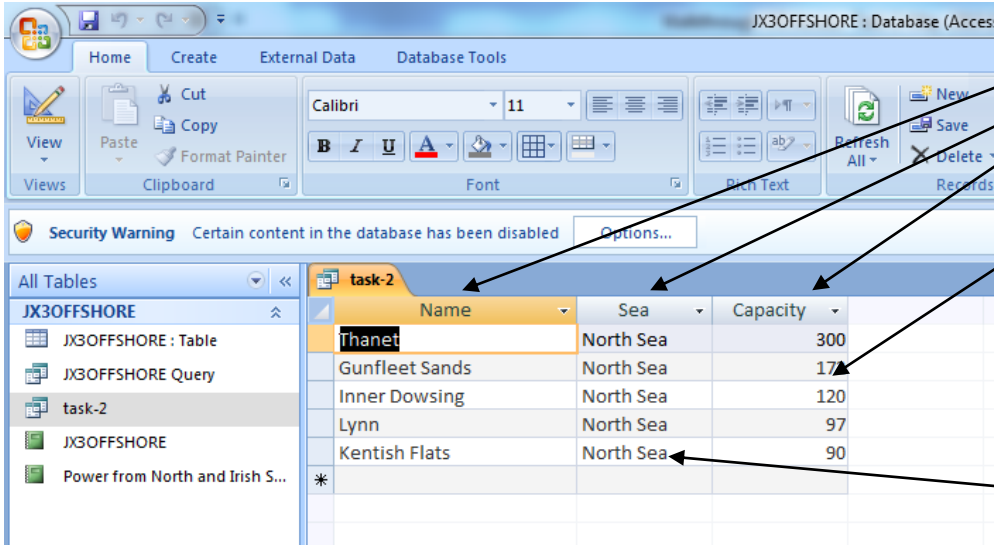 JX3OFFSHORE : Database (Acces
Home Create External Data Database Tools
View
Views
Paste
Cut
Copy
Format Painter
Clipboard
Calibri 11
B I U A
Font
ab
Rich Text
Refresh
All
New
Save
Delete
Records
Security Warning Certain content in the database has been disabled Options...
All Tables
JX3OFFSHORE
JX3OFFSHORE : Table
JX3OFFSHORE Query
task-2
JX3OFFSHORE
Power from North and Irish S...
task-2
Name Sea Capacity
Thanet North Sea 300
Gunfleet Sands North Sea
Inner Dowsing North Sea 120
Lynn North Sea 97
Kentish Flats North Sea 90